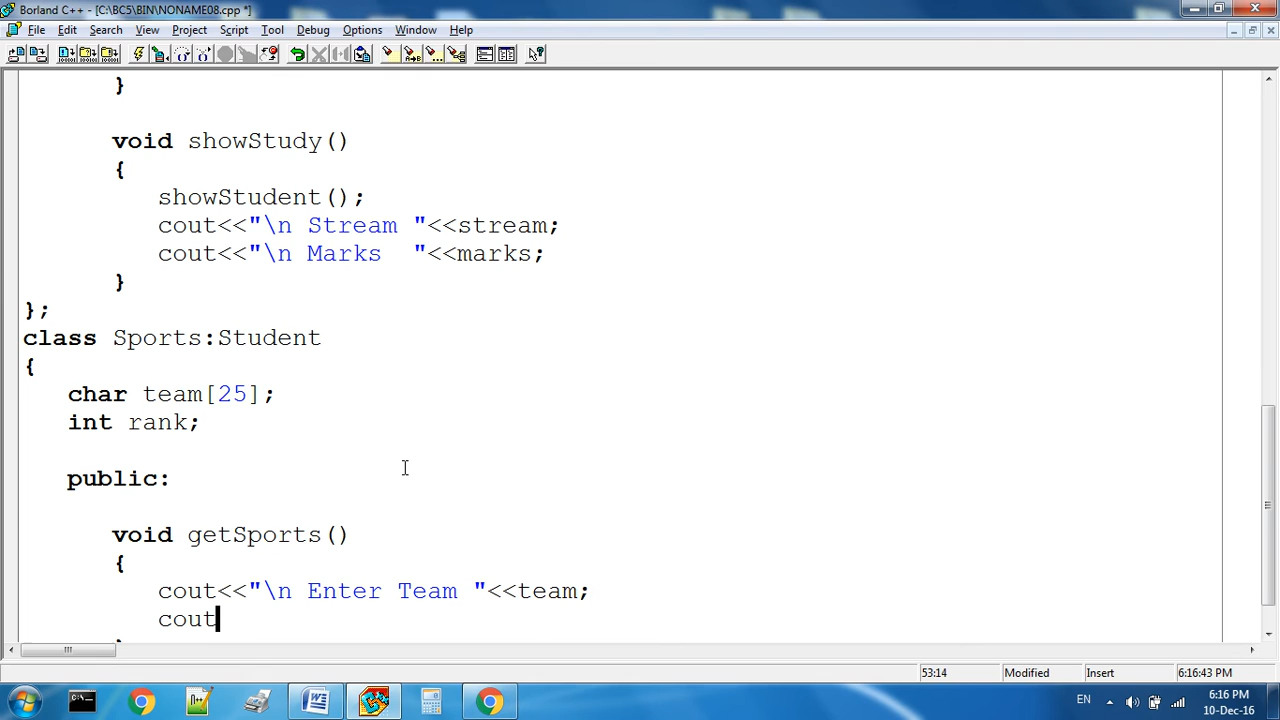 Borland C++ - [C:\BC5\BIN\NONAME08.cpp *]
File Edit Search View Project Script Tool Debug Options Window Help
}
void showStudy()
{
showStudent();
cout<<"\n Stream "<<stream;
cout<<"\n Marks  "<<marks;
}
};
class Sports:Student
{
char team[25];
int rank;
public:
void getSports()
{
cout<<"\n Enter Team "<<team;
cout
53:14 Modified Insert 6:16:43 PM
EN 6:16 PM
10-Dec-16